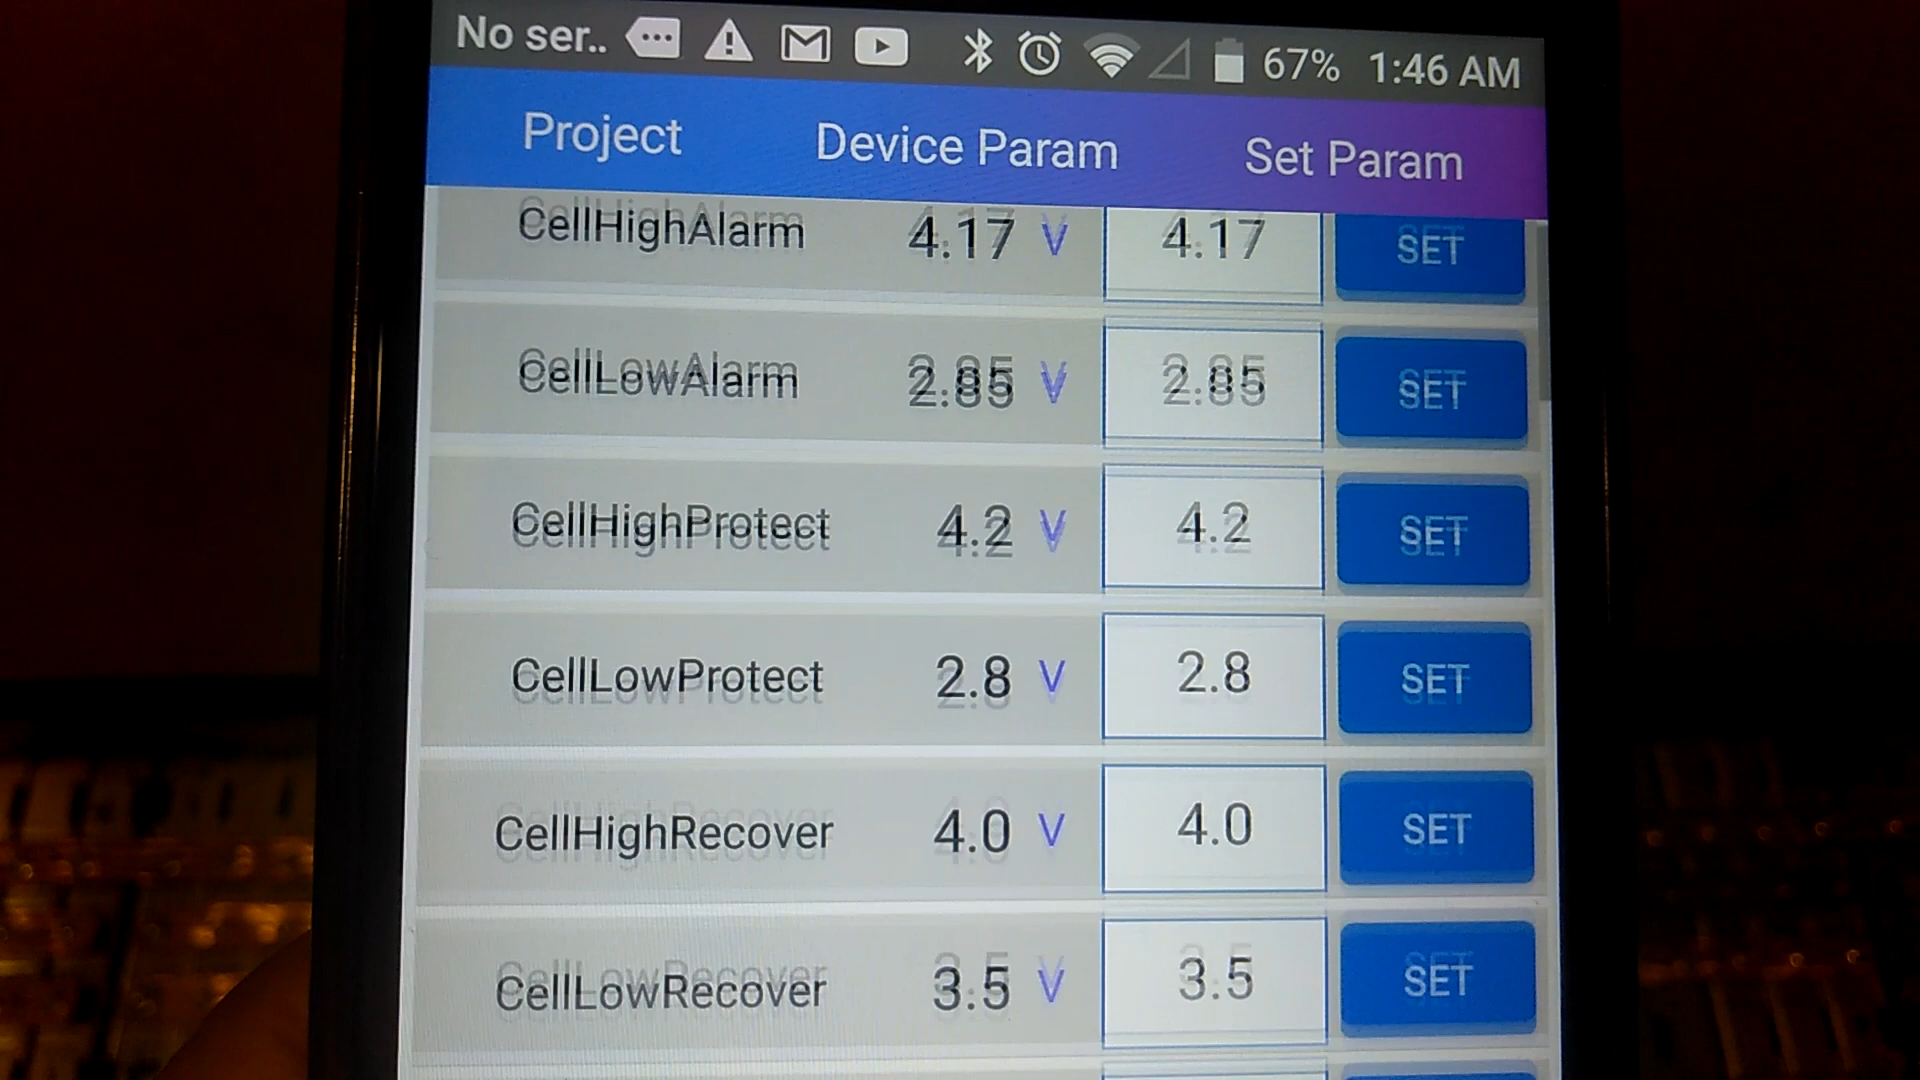 No ser.. 67% 1:46 AM
Project Device Param Set Param
CellHighAlarm 4.17 V 4.17 SET
CellLowAlarm 2.85 V 2.85 SET
CellHighProtect 4.2 V 4.2 SET
CellLowProtect 2.8 V 2.8 SET
CellHighRecover 4.0 V 4.0 SET
CellLowRecover 3.5 V 3.5 SET